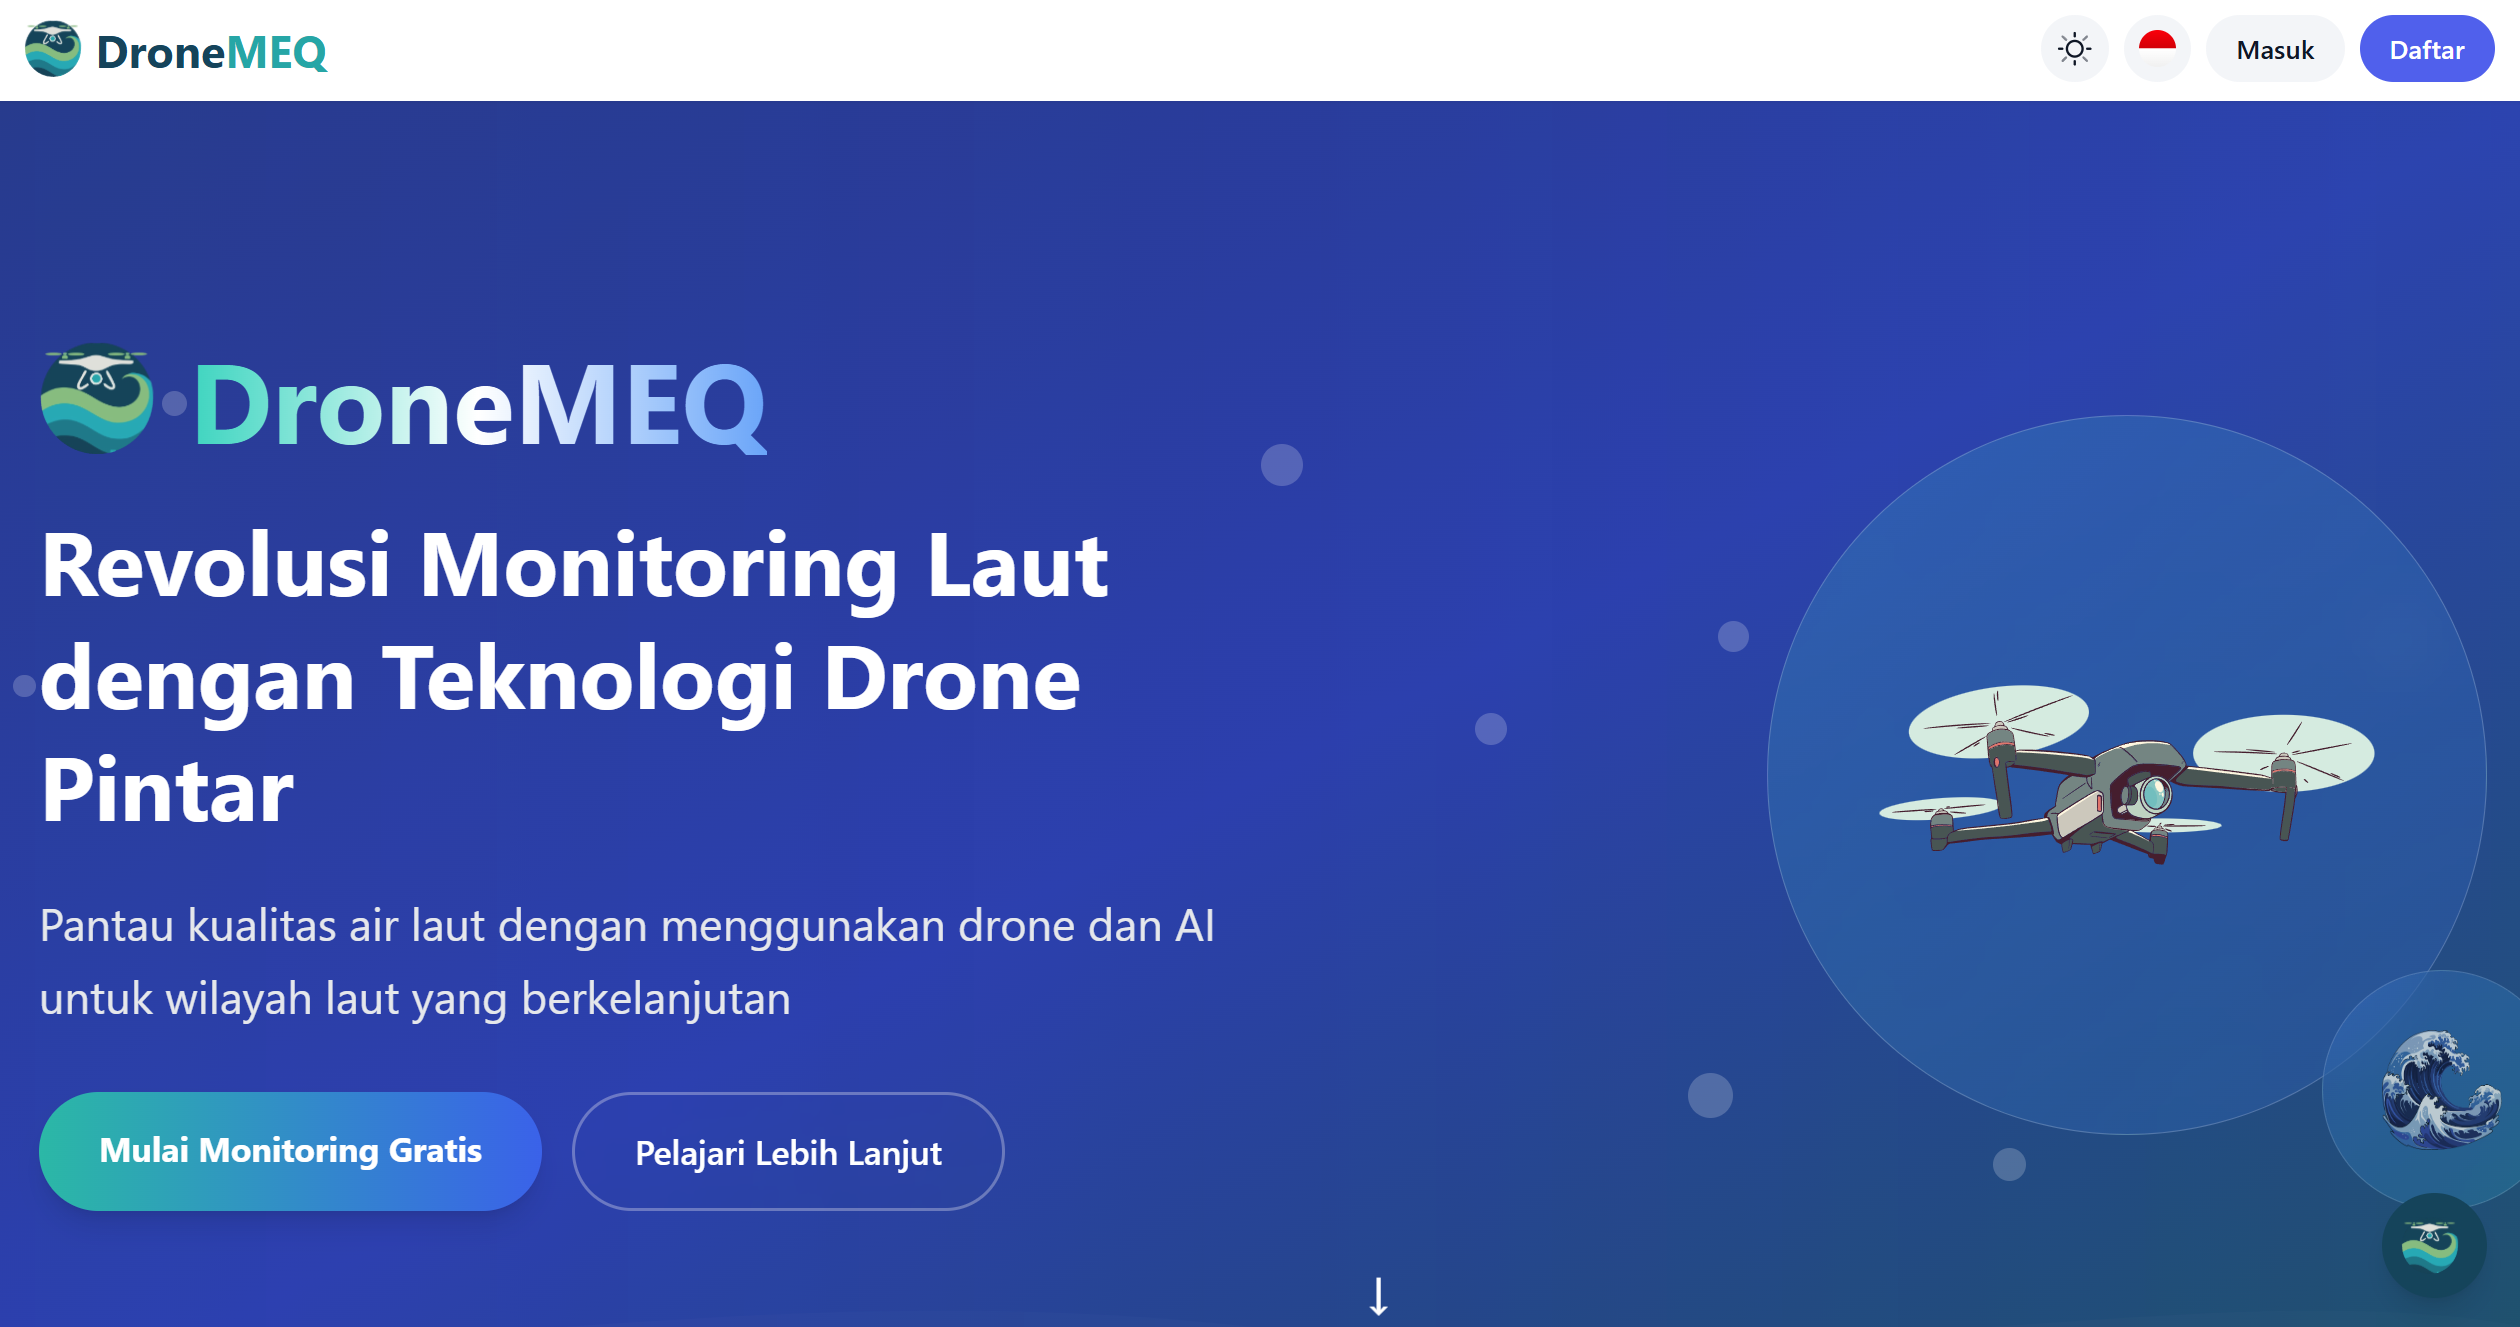 DroneMEQ
Masuk
Daftar
DroneMEQ
Revolusi Monitoring Laut
dengan Teknologi Drone
Pintar
Pantau kualitas air laut dengan menggunakan drone dan AI
untuk wilayah laut yang berkelanjutan
Mulai Monitoring Gratis
Pelajari Lebih Lanjut